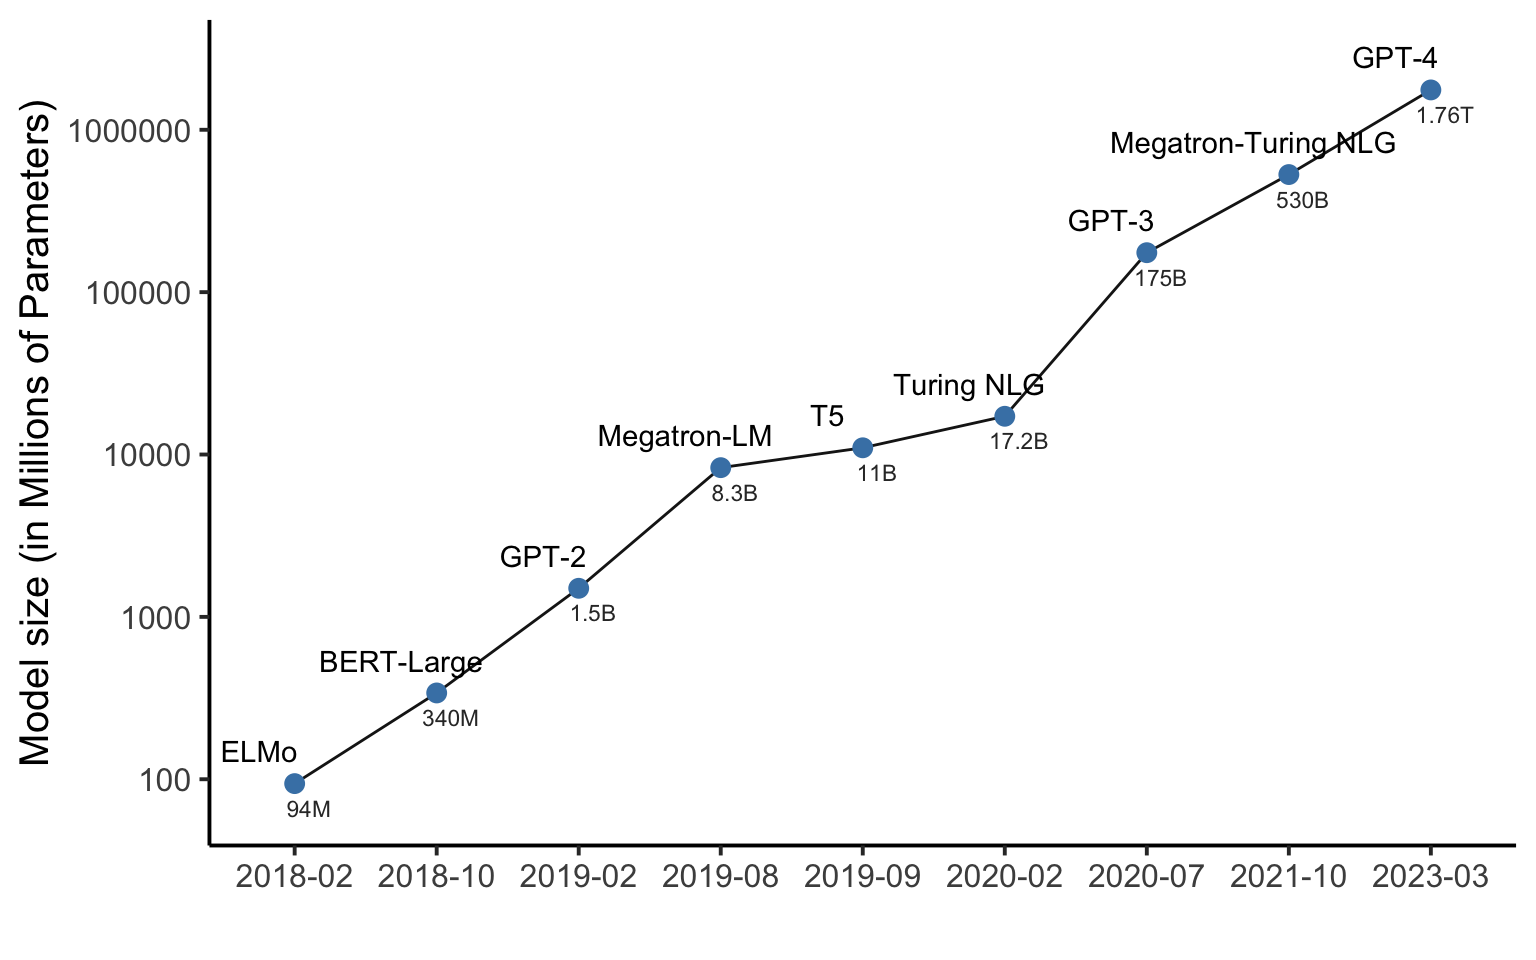 Model size (in Millions of Parameters)
1000000
100000
10000
1000
100
GPT-4
1.76T
Megatron-Turing NLG
530B
GPT-3
175B
Turing NLG
17.2B
T5
11B
Megatron-LM
8.3B
GPT-2
1.5B
BERT-Large
340M
ELMo
94M
2018-02 2018-10 2019-02 2019-08 2019-09 2020-02 2020-07 2021-10 2023-03